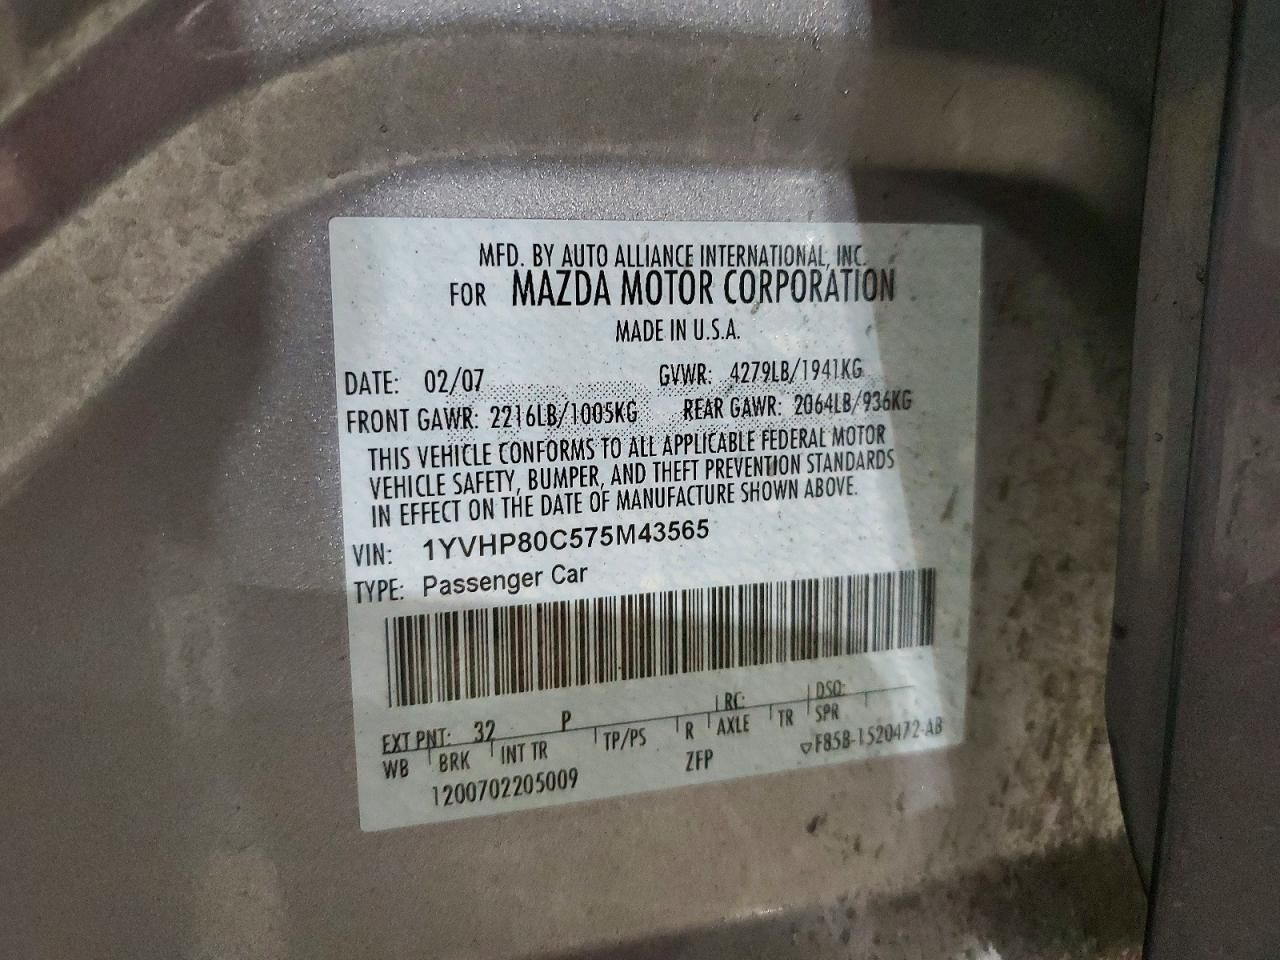 MFD. BY AUTO ALLIANCE INTERNATIONAL, INC.
FOR MAZDA MOTOR CORPORATION
MADE IN U.S.A.
DATE: 02/07 GVWR: 4279LB/1941KG
FRONT GAWR: 2216LB/1005KG REAR GAWR: 2064LB/936KG
THIS VEHICLE CONFORMS TO ALL APPLICABLE FEDERAL MOTOR
VEHICLE SAFETY, BUMPER, AND THEFT PREVENTION STANDARDS
IN EFFECT ON THE DATE OF MANUFACTURE SHOWN ABOVE.
VIN: 1YVHP80C575M43565
TYPE: Passenger Car
EXT PNT: 32 P RC: DSO:
WB BRK INT TR TP/PS R AXLE TR SPR
1200702205009 ZFP ▽F85B-1520472-AB